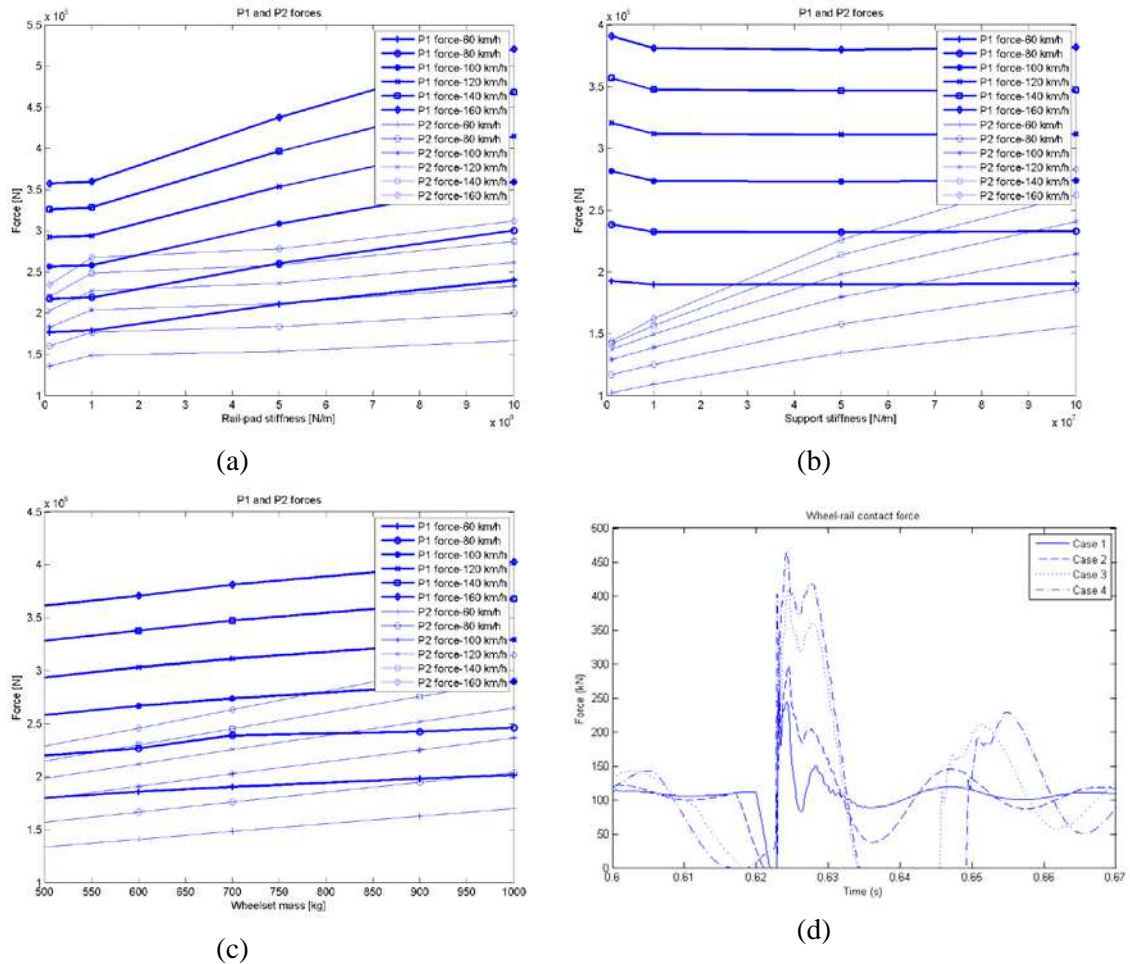 P1 and P2 forces
x 10^5
5.5
5
4.5
4
3.5
3
2.5
2
1.5
1
Force [N]
0 1 2 3 4 5 6 7 8 9 10
Rail-pad stiffness [N/m]
P1 force-60 km/h
P1 force-80 km/h
P1 force-100 km/h
P1 force-120 km/h
P1 force-140 km/h
P1 force-160 km/h
P2 force-60 km/h
P2 force-80 km/h
P2 force-100 km/h
P2 force-120 km/h
P2 force-140 km/h
P2 force-160 km/h
(a)
P1 and P2 forces
x 10^5
4
3.5
3
2.5
2
1.5
1
Force [N]
0 1 2 3 4 5 6 7 8 9 10
Support stiffness [N/m]
x 10^7
P1 force-60 km/h
P1 force-80 km/h
P1 force-100 km/h
P1 force-120 km/h
P1 force-140 km/h
P1 force-160 km/h
P2 force-60 km/h
P2 force-80 km/h
P2 force-100 km/h
P2 force-120 km/h
P2 force-140 km/h
P2 force-160 km/h
(b)
P1 and P2 forces
x 10^5
4.5
4
3.5
3
2.5
2
1.5
1
Force [N]
500 550 600 650 700 750 800 850 900 950 1000
Wheelset mass [kg]
P1 force-60 km/h
P1 force-80 km/h
P1 force-100 km/h
P1 force-120 km/h
P1 force-140 km/h
P1 force-160 km/h
P2 force-60 km/h
P2 force-80 km/h
P2 force-100 km/h
P2 force-120 km/h
P2 force-140 km/h
P2 force-160 km/h
(c)
Wheel-rail contact force
500
450
400
350
300
250
200
150
100
50
0
Force (kN)
0.6 0.61 0.62 0.63 0.64 0.65 0.66 0.67
Time (s)
Case 1
Case 2
Case 3
Case 4
(d)